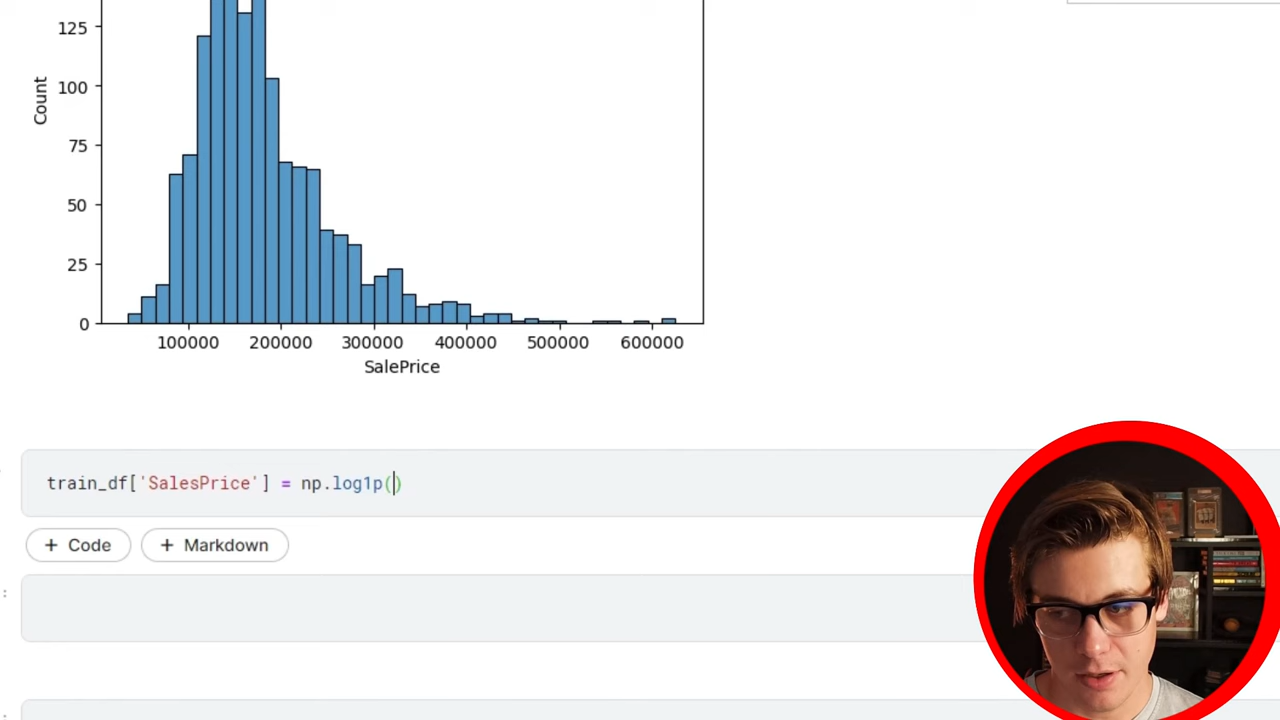 125
100
75
50
25
0
Count
100000 200000 300000 400000 500000 600000
SalePrice
train_df['SalesPrice'] = np.log1p()
+ Code + Markdown
:
: